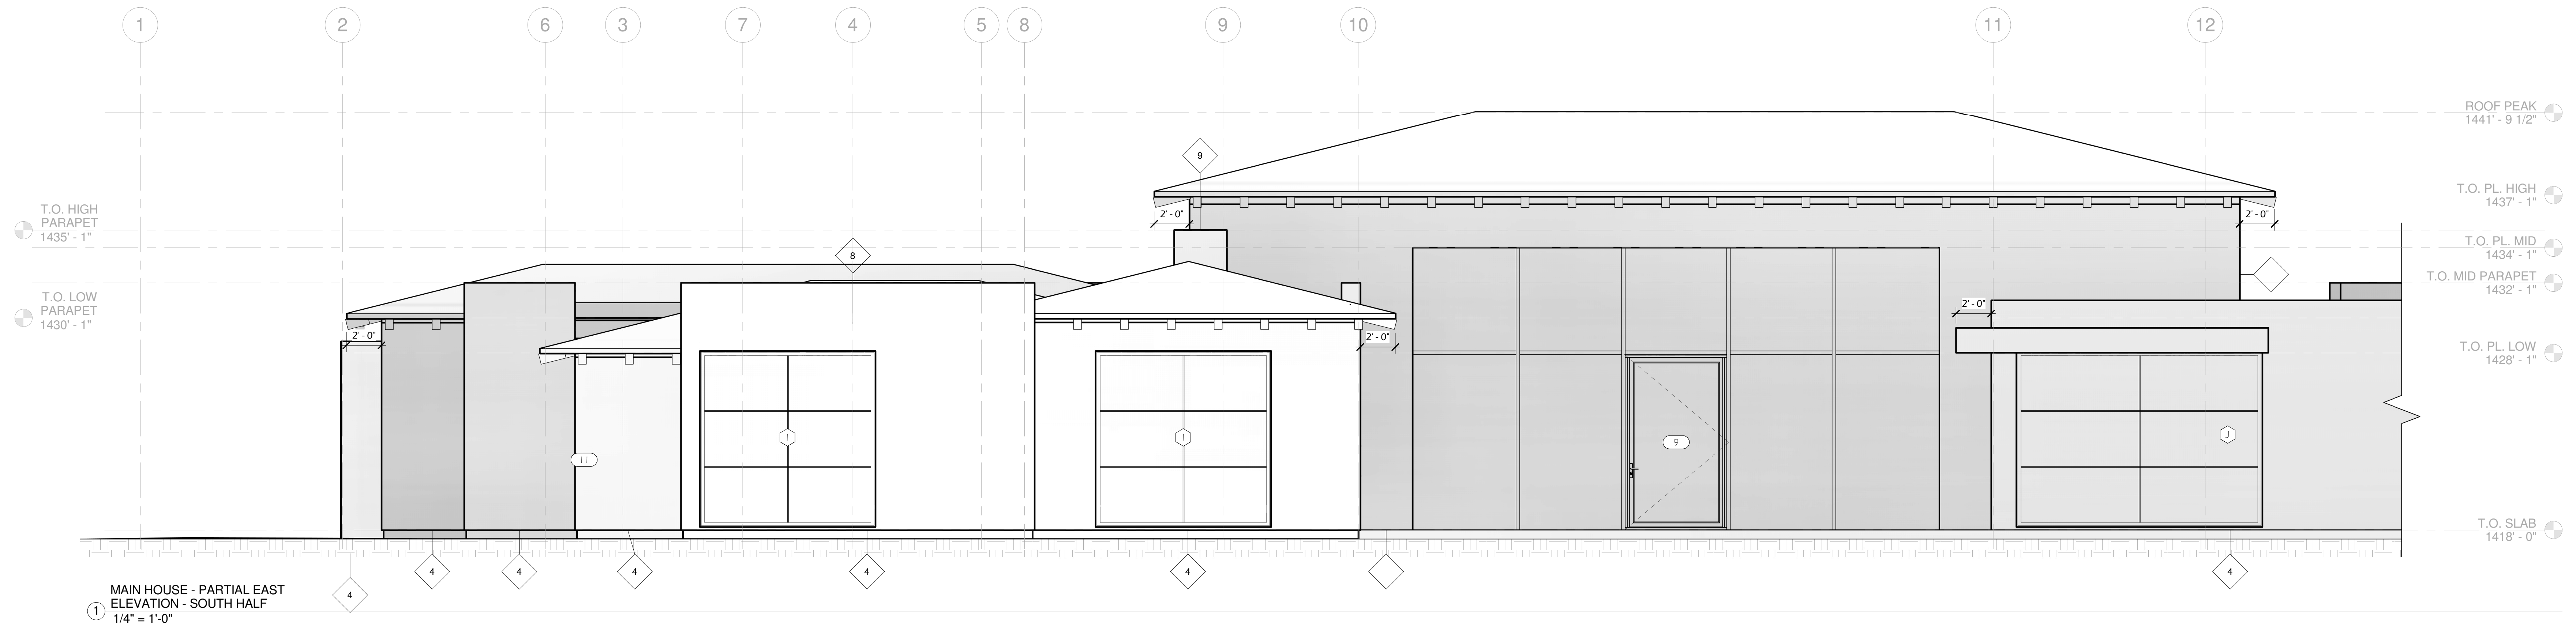 1 2 6 3 7 4 5 8 9 10 11 12
ROOF PEAK
1441' - 9 1/2"
9
T.O. PL. HIGH
1437' - 1"
T.O. HIGH
PARAPET
1435' - 1"
2' - 0"
2' - 0"
T.O. PL. MID
1434' - 1"
8
T.O. MID PARAPET
1432' - 1"
T.O. LOW
PARAPET
1430' - 1"
2' - 0"
2' - 0"
2' - 0"
T.O. PL. LOW
1428' - 1"
I
I
9
J
11
T.O. SLAB
1418' - 0"
4 4 4 4 4 4
4
MAIN HOUSE - PARTIAL EAST
ELEVATION - SOUTH HALF
1
1/4" = 1'-0"